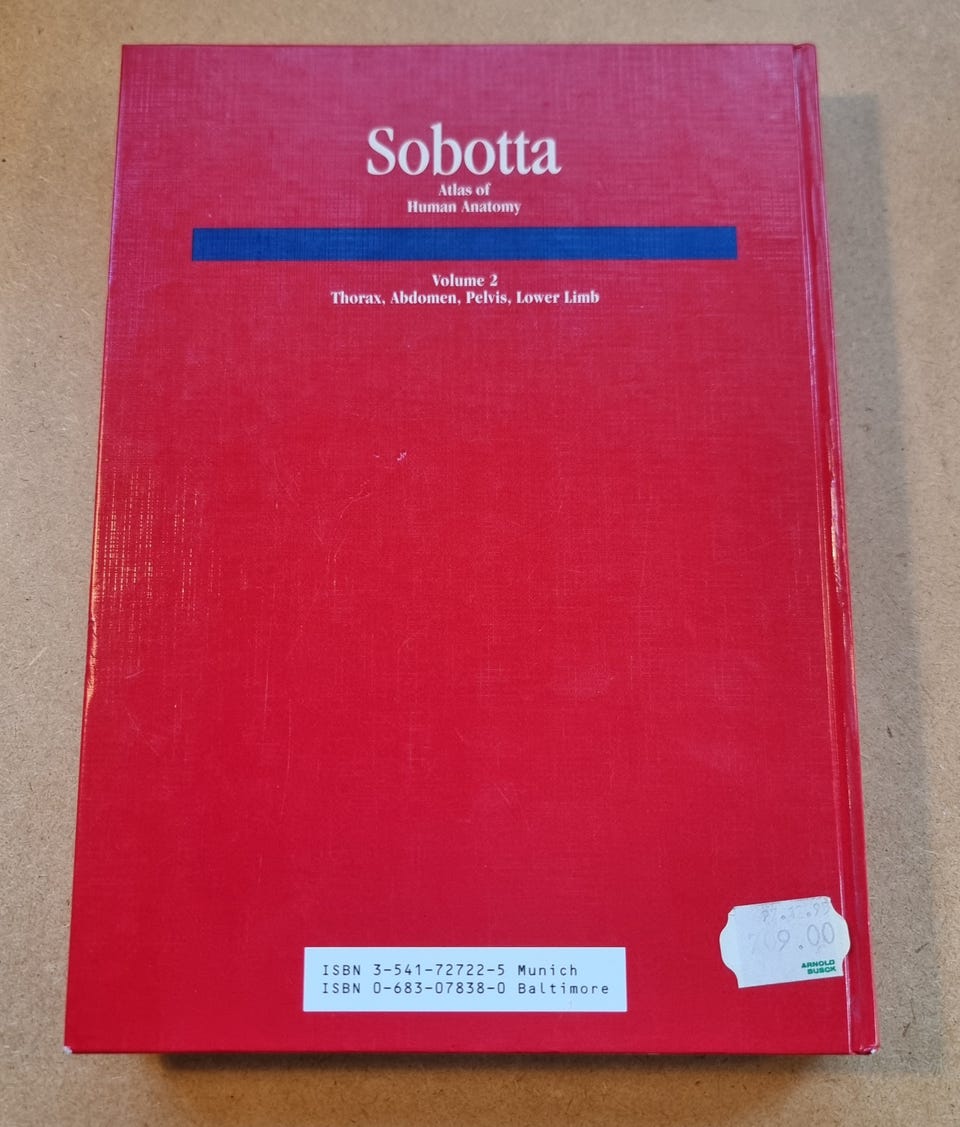 Sobotta
Atlas of
Human Anatomy
Volume 2
Thorax, Abdomen, Pelvis, Lower Limb
ISBN 3-541-72722-5 Munich
ISBN 0-683-07838-0 Baltimore
709.00
ARNOLD
BUSCK